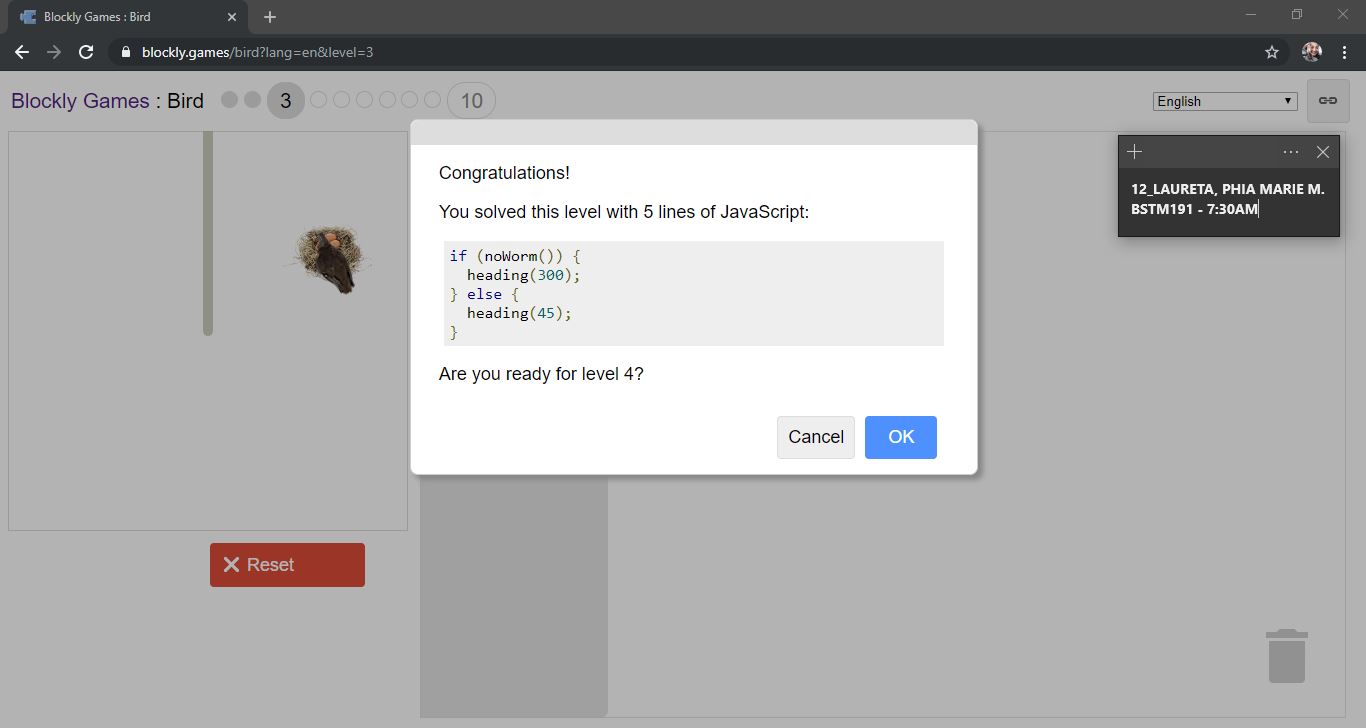 Blockly Games : Bird
blockly.games/bird?lang=en&level=3
Blockly Games : Bird 3 10
English
12_LAURETA, PHIA MARIE M.
BSTM191 - 7:30AM
Congratulations!
You solved this level with 5 lines of JavaScript:
if (noWorm()) {
  heading(300);
} else {
  heading(45);
}
Are you ready for level 4?
Cancel OK
Reset